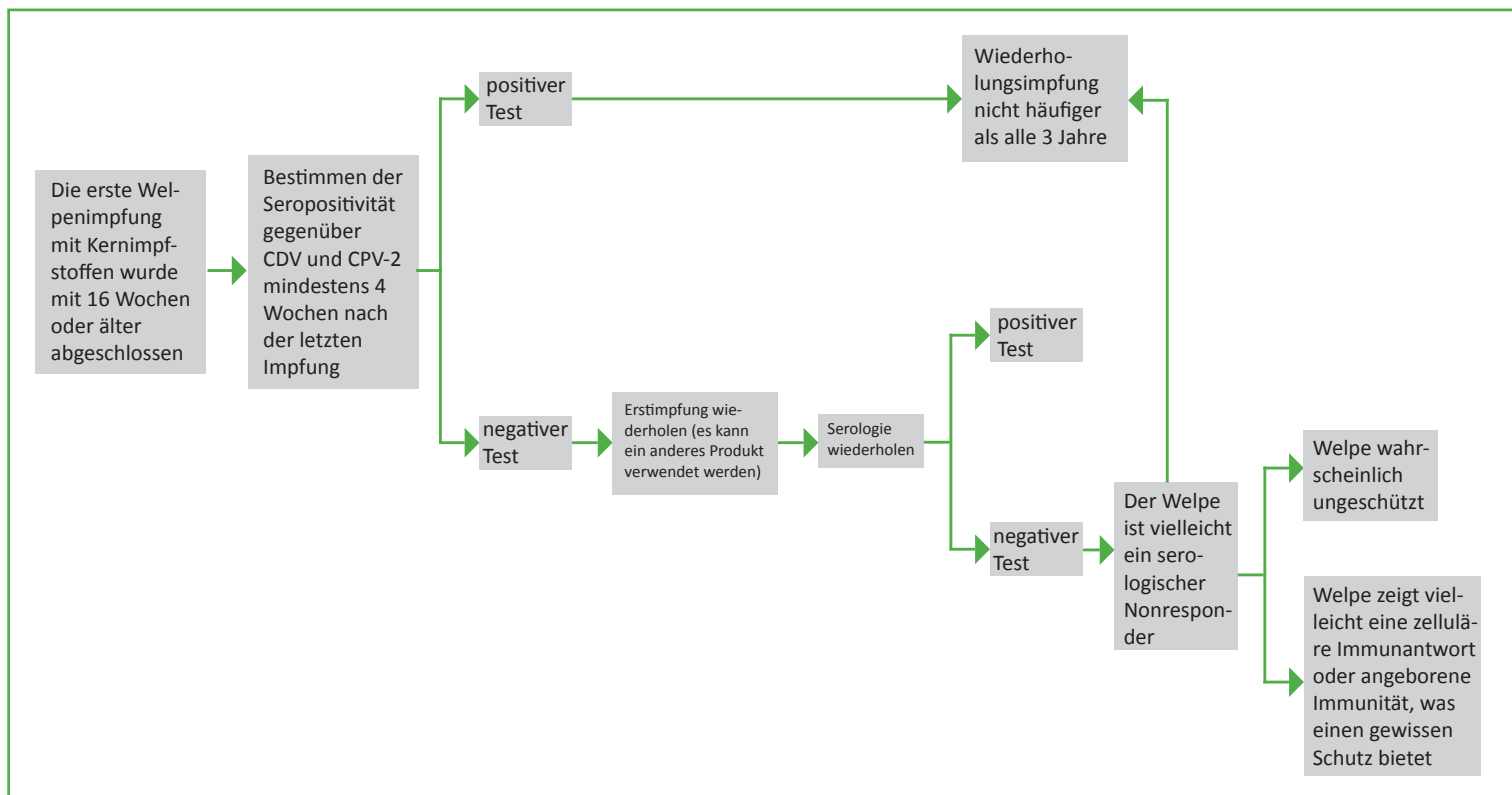 Die erste Wel-
penimpfung
mit Kernimpf-
stoffen wurde
mit 16 Wochen
oder älter
abgeschlossen
Bestimmen der
Seropositivität
gegenüber
CDV und CPV-2
mindestens 4
Wochen nach
der letzten
Impfung
positiver
Test
Wiederho-
lungsimpfung
nicht häufiger
als alle 3 Jahre
negativer
Test
Erstimpfung wie-
derholen (es kann
ein anderes Produkt
verwendet werden)
Serologie
wiederholen
positiver
Test
negativer
Test
Der Welpe
ist vielleicht
ein sero-
logischer
Nonrespon-
der
Welpe wahr-
scheinlich
ungeschützt
Welpe zeigt viel-
leicht eine zellulä-
re Immunantwort
oder angeborene
Immunität, was
einen gewissen
Schutz bietet